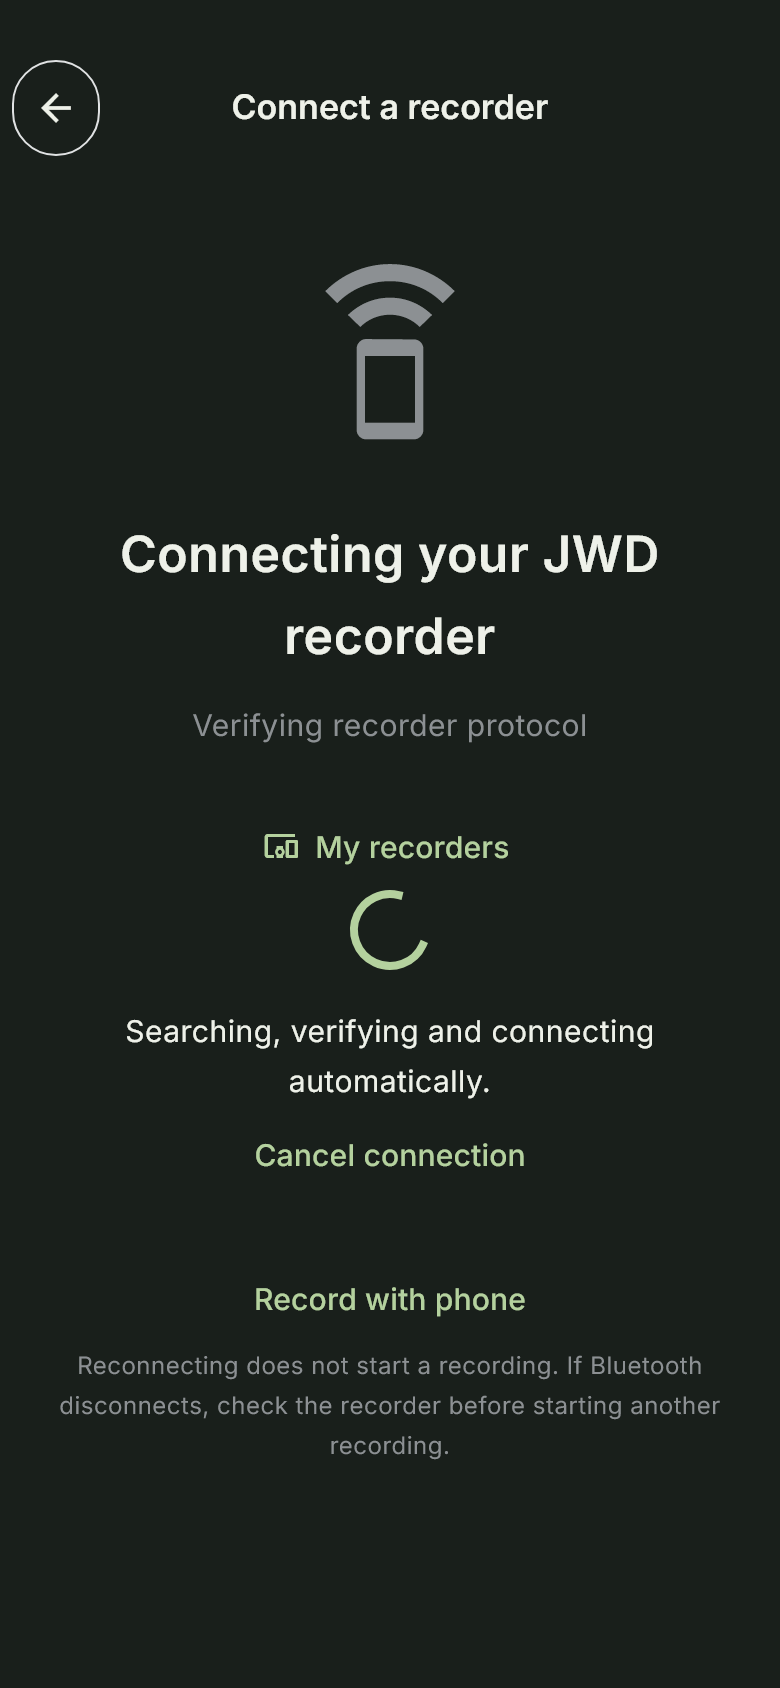 Connect a recorder
Connecting your JWD
recorder
Verifying recorder protocol
My recorders
Searching, verifying and connecting
automatically.
Cancel connection
Record with phone
Reconnecting does not start a recording. If Bluetooth
disconnects, check the recorder before starting another
recording.